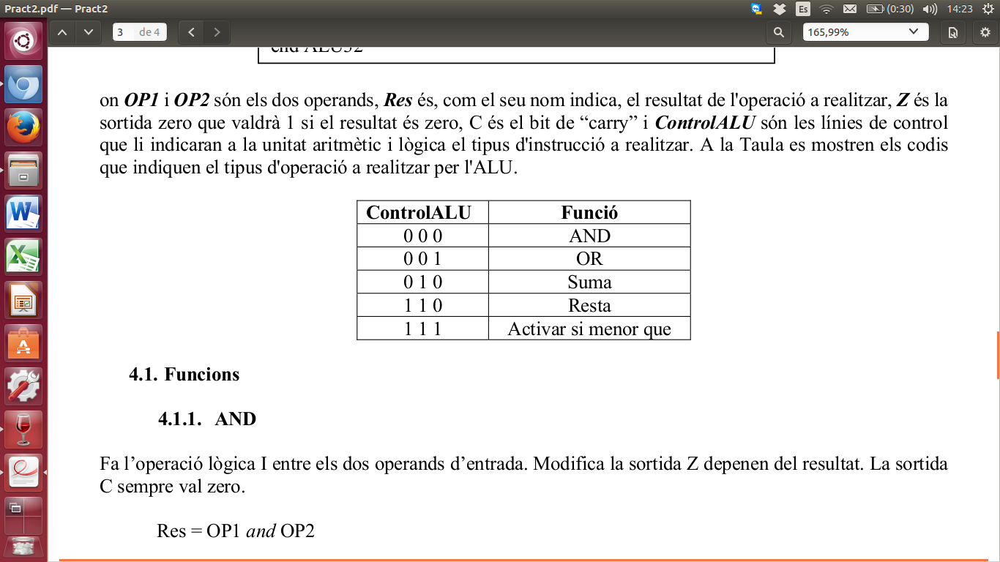 Pract2.pdf — Pract2
Es
(0:30)
14:23
3 de 4
165,99%
end ALU32
on OP1 i OP2 són els dos operands, Res és, com el seu nom indica, el resultat de l'operació a realitzar, Z és la
sortida zero que valdrà 1 si el resultat és zero, C és el bit de “carry” i ControlALU són les línies de control
que li indicaran a la unitat aritmètic i lògica el tipus d'instrucció a realitzar. A la Taula es mostren els codis
que indiquen el tipus d'operació a realitzar per l'ALU.
ControlALU Funció
0 0 0 AND
0 0 1 OR
0 1 0 Suma
1 1 0 Resta
1 1 1 Activar si menor que
4.1. Funcions
4.1.1. AND
Fa l’operació lògica I entre els dos operands d’entrada. Modifica la sortida Z depenen del resultat. La sortida
C sempre val zero.
Res = OP1 and OP2